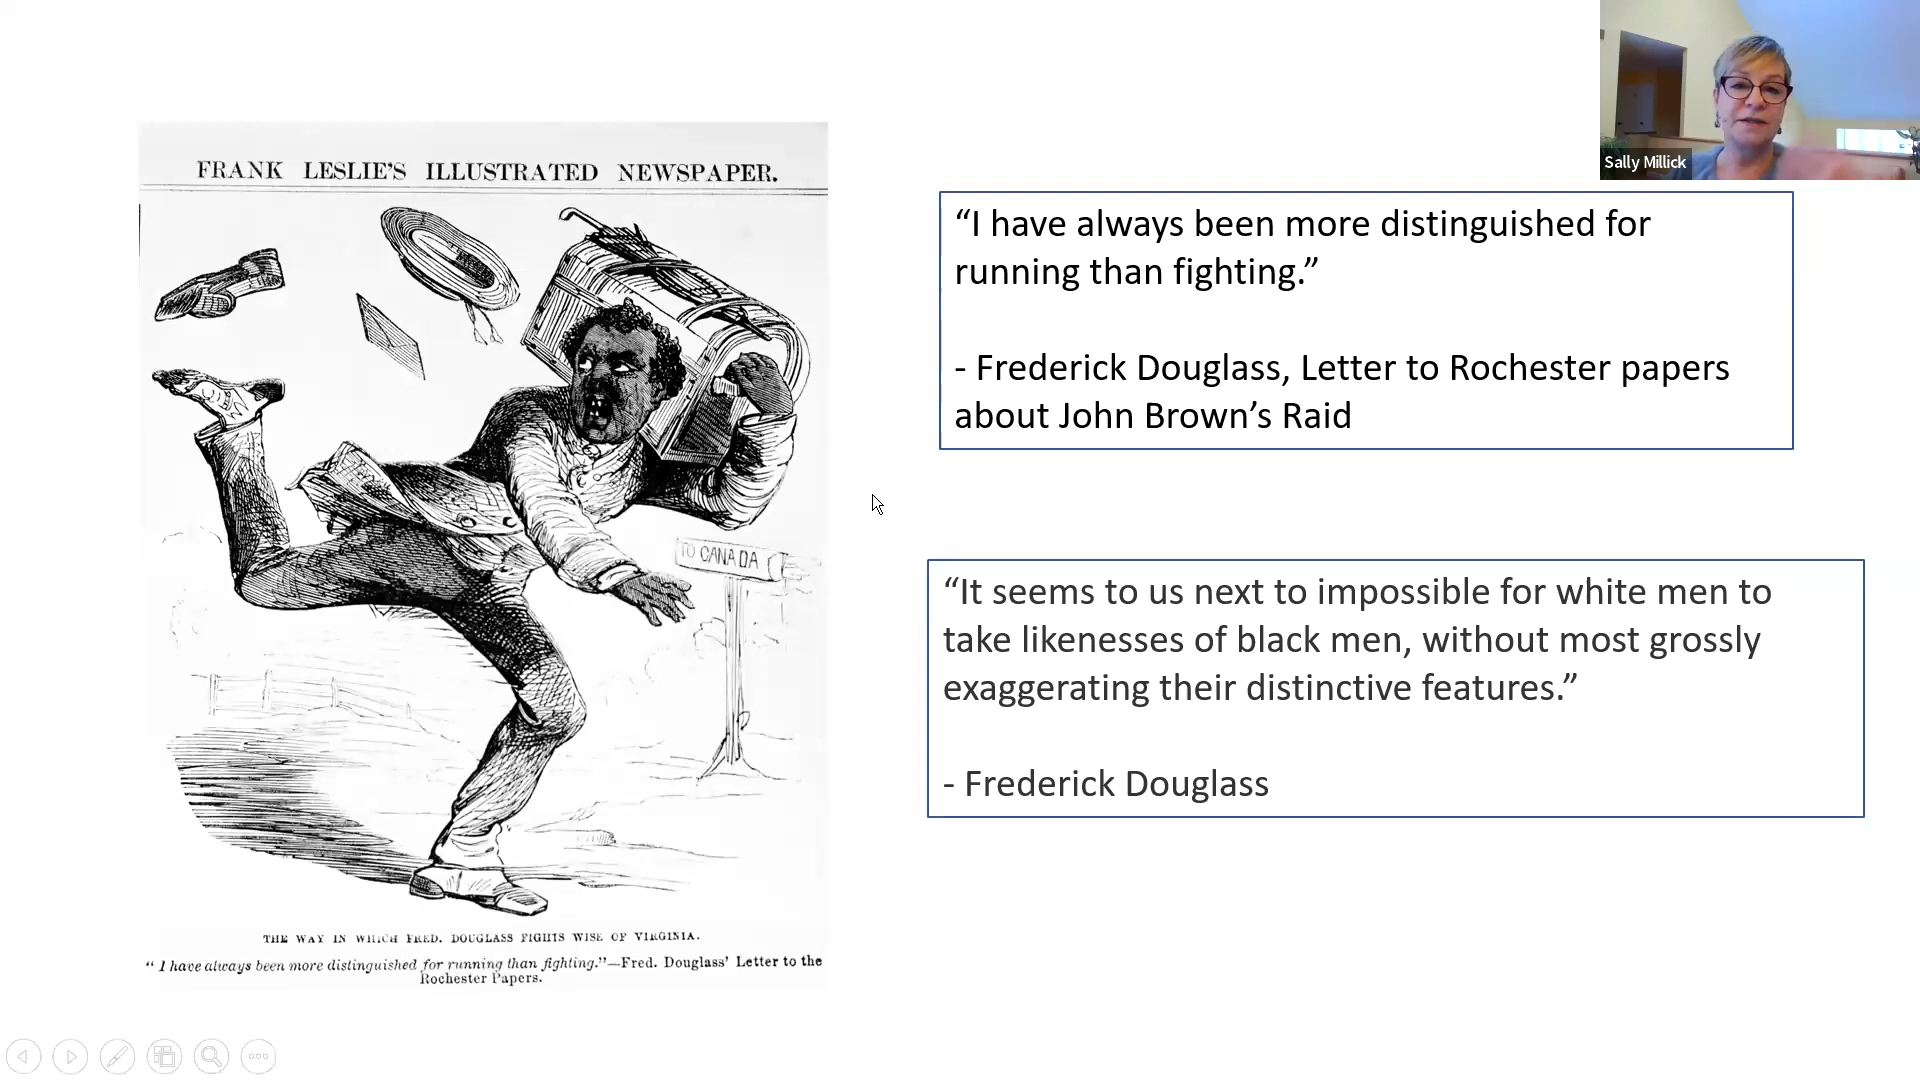 FRANK LESLIE'S ILLUSTRATED NEWSPAPER.
TO CANADA
THE WAY IN WHICH FRED. DOUGLASS FIGHTS WISE OF VIRGINIA.
“ I have always been more distinguished for running than fighting.”—Fred. Douglass' Letter to the
Rochester Papers.
Sally Millick
“I have always been more distinguished for
running than fighting.”
- Frederick Douglass, Letter to Rochester papers
about John Brown’s Raid
“It seems to us next to impossible for white men to
take likenesses of black men, without most grossly
exaggerating their distinctive features.”
- Frederick Douglass